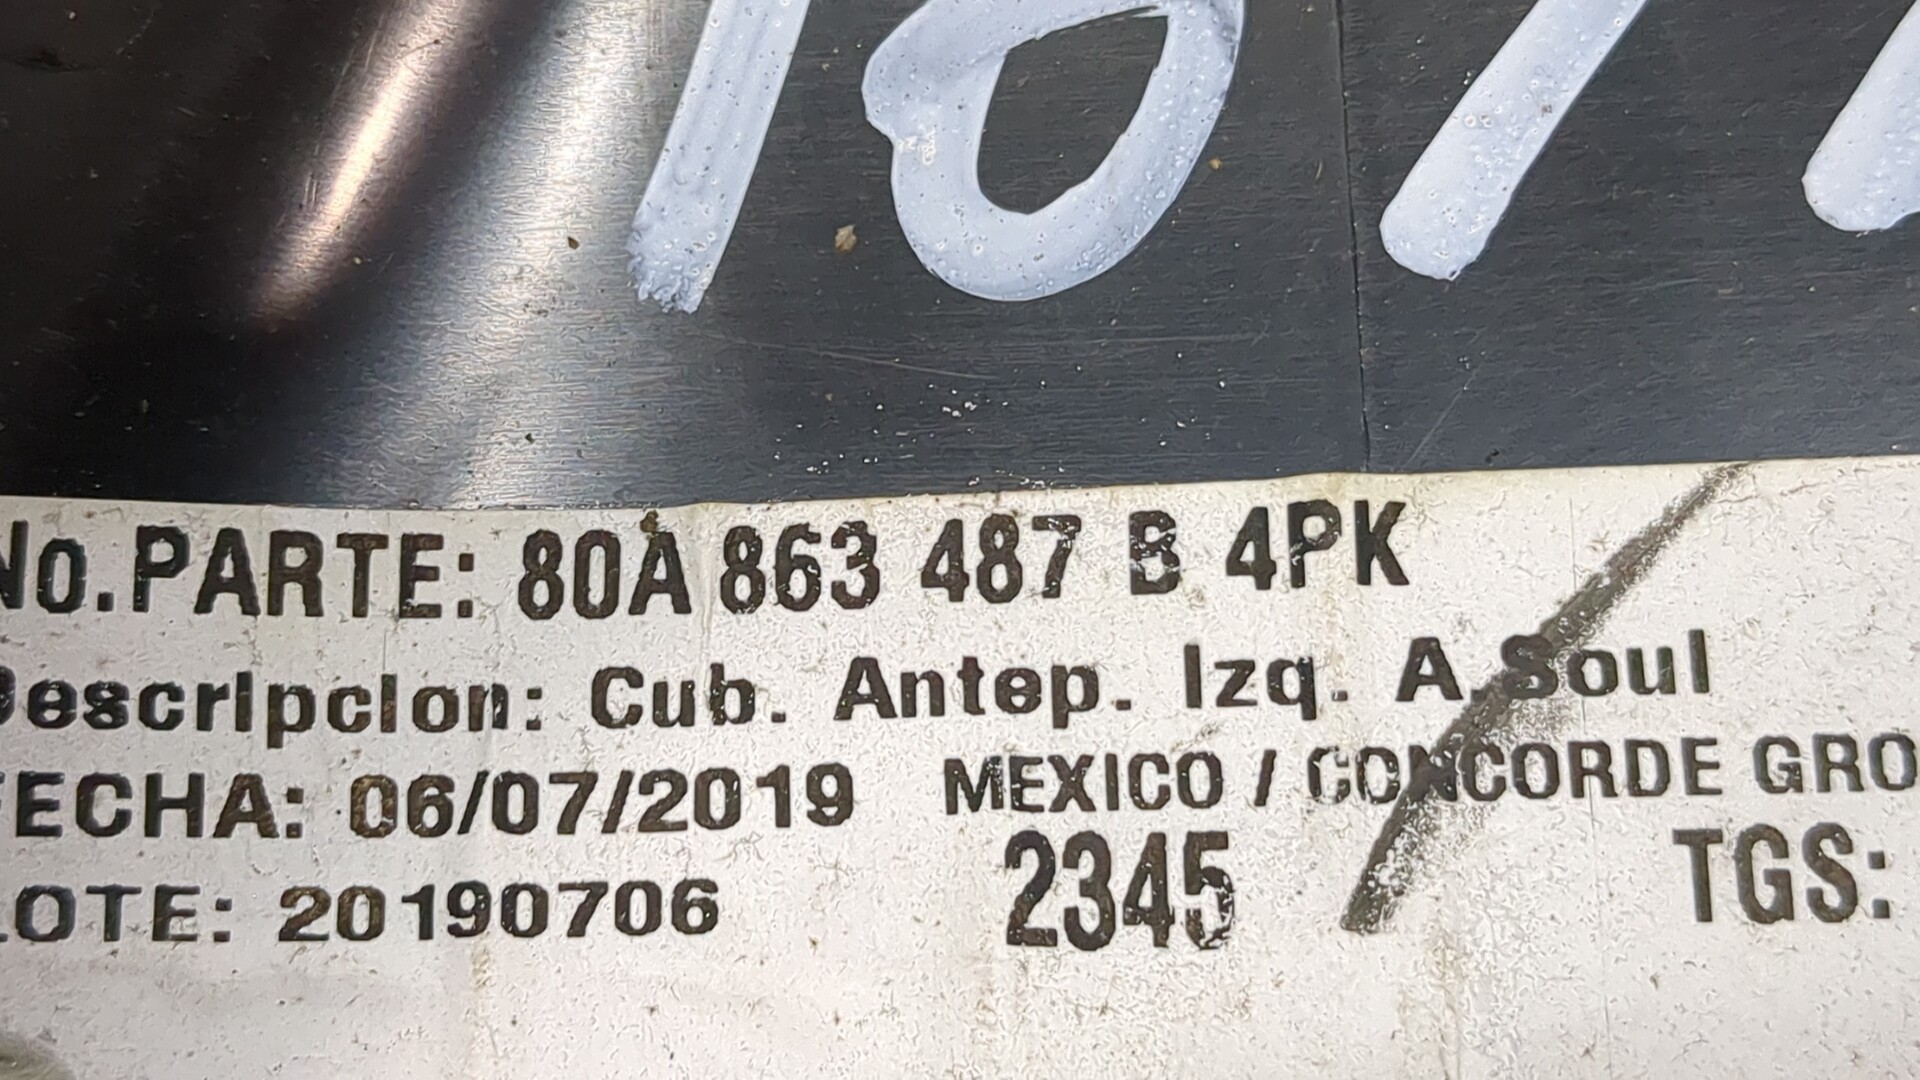 No.PARTE: 80A 863 487 B 4PK
Descripcion: Cub. Antep. Izq. A.Soul
FECHA: 06/07/2019 MEXICO / CONCORDE GRO
LOTE: 20190706 2345 TGS: